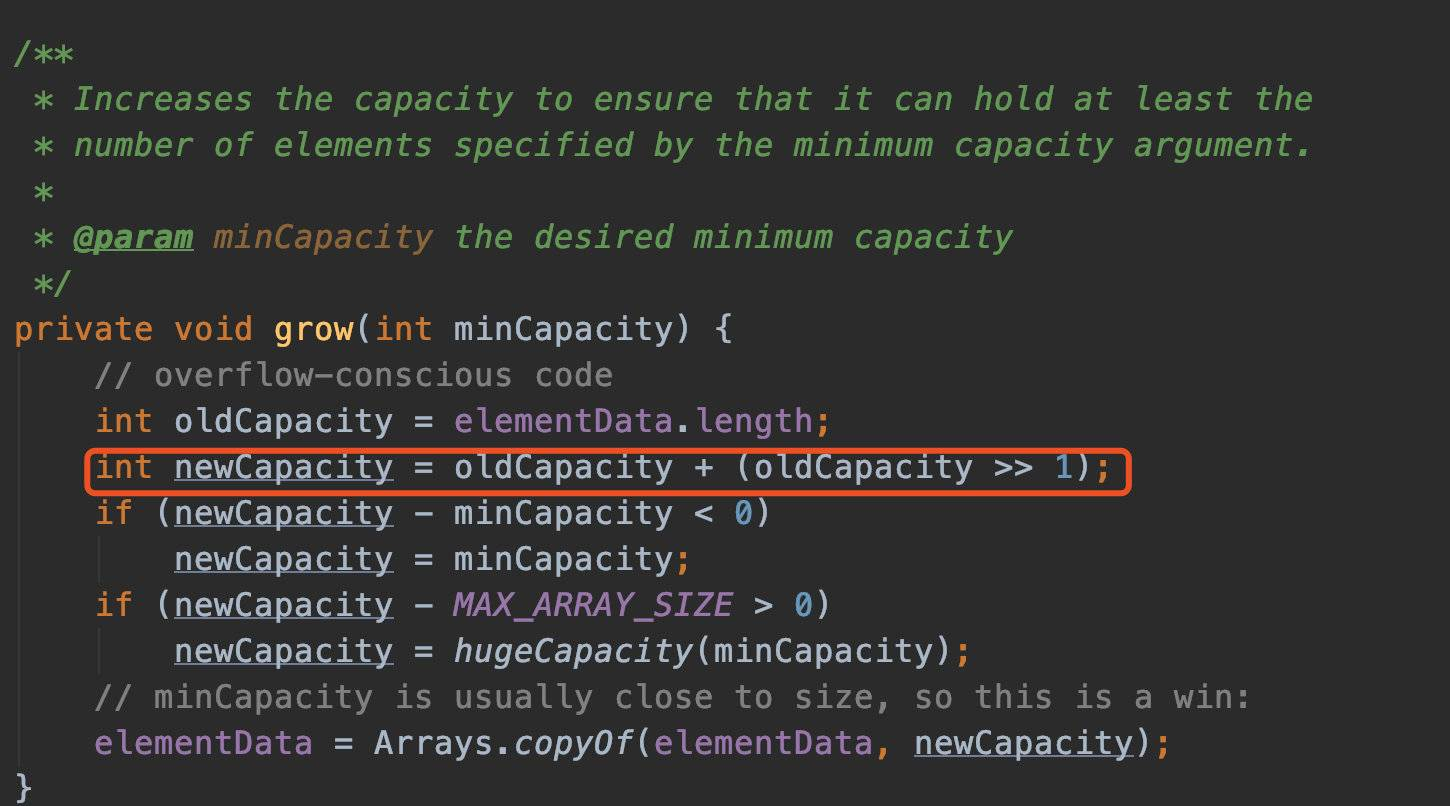 /**
 * Increases the capacity to ensure that it can hold at least the
 * number of elements specified by the minimum capacity argument.
 *
 * @param minCapacity the desired minimum capacity
 */
private void grow(int minCapacity) {
    // overflow-conscious code
    int oldCapacity = elementData.length;
    int newCapacity = oldCapacity + (oldCapacity >> 1);
    if (newCapacity - minCapacity < 0)
        newCapacity = minCapacity;
    if (newCapacity - MAX_ARRAY_SIZE > 0)
        newCapacity = hugeCapacity(minCapacity);
    // minCapacity is usually close to size, so this is a win:
    elementData = Arrays.copyOf(elementData, newCapacity);
}